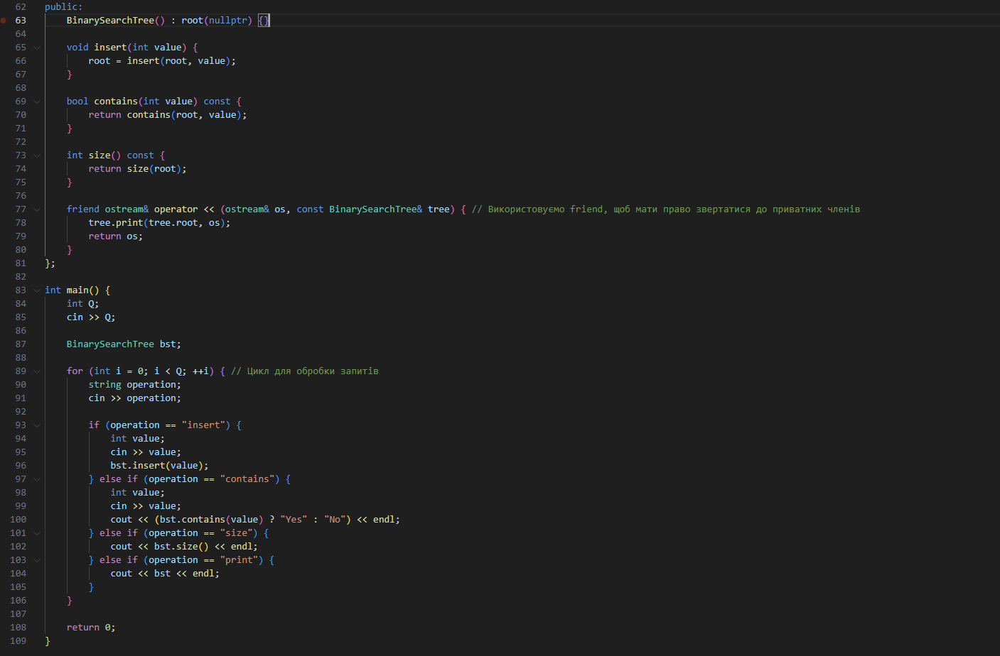 62 public:
63 BinarySearchTree() : root(nullptr) {}
64
65 void insert(int value) {
66 root = insert(root, value);
67 }
68
69 bool contains(int value) const {
70 return contains(root, value);
71 }
72
73 int size() const {
74 return size(root);
75 }
76
77 friend ostream& operator << (ostream& os, const BinarySearchTree& tree) { // Використовуємо friend, щоб мати право звертатися до приватних членів
78 tree.print(tree.root, os);
79 return os;
80 }
81 };
82
83 int main() {
84 int Q;
85 cin >> Q;
86
87 BinarySearchTree bst;
88
89 for (int i = 0; i < Q; ++i) { // Цикл для обробки запитів
90 string operation;
91 cin >> operation;
92
93 if (operation == "insert") {
94 int value;
95 cin >> value;
96 bst.insert(value);
97 } else if (operation == "contains") {
98 int value;
99 cin >> value;
100 cout << (bst.contains(value) ? "Yes" : "No") << endl;
101 } else if (operation == "size") {
102 cout << bst.size() << endl;
103 } else if (operation == "print") {
104 cout << bst << endl;
105 }
106 }
107
108 return 0;
109 }